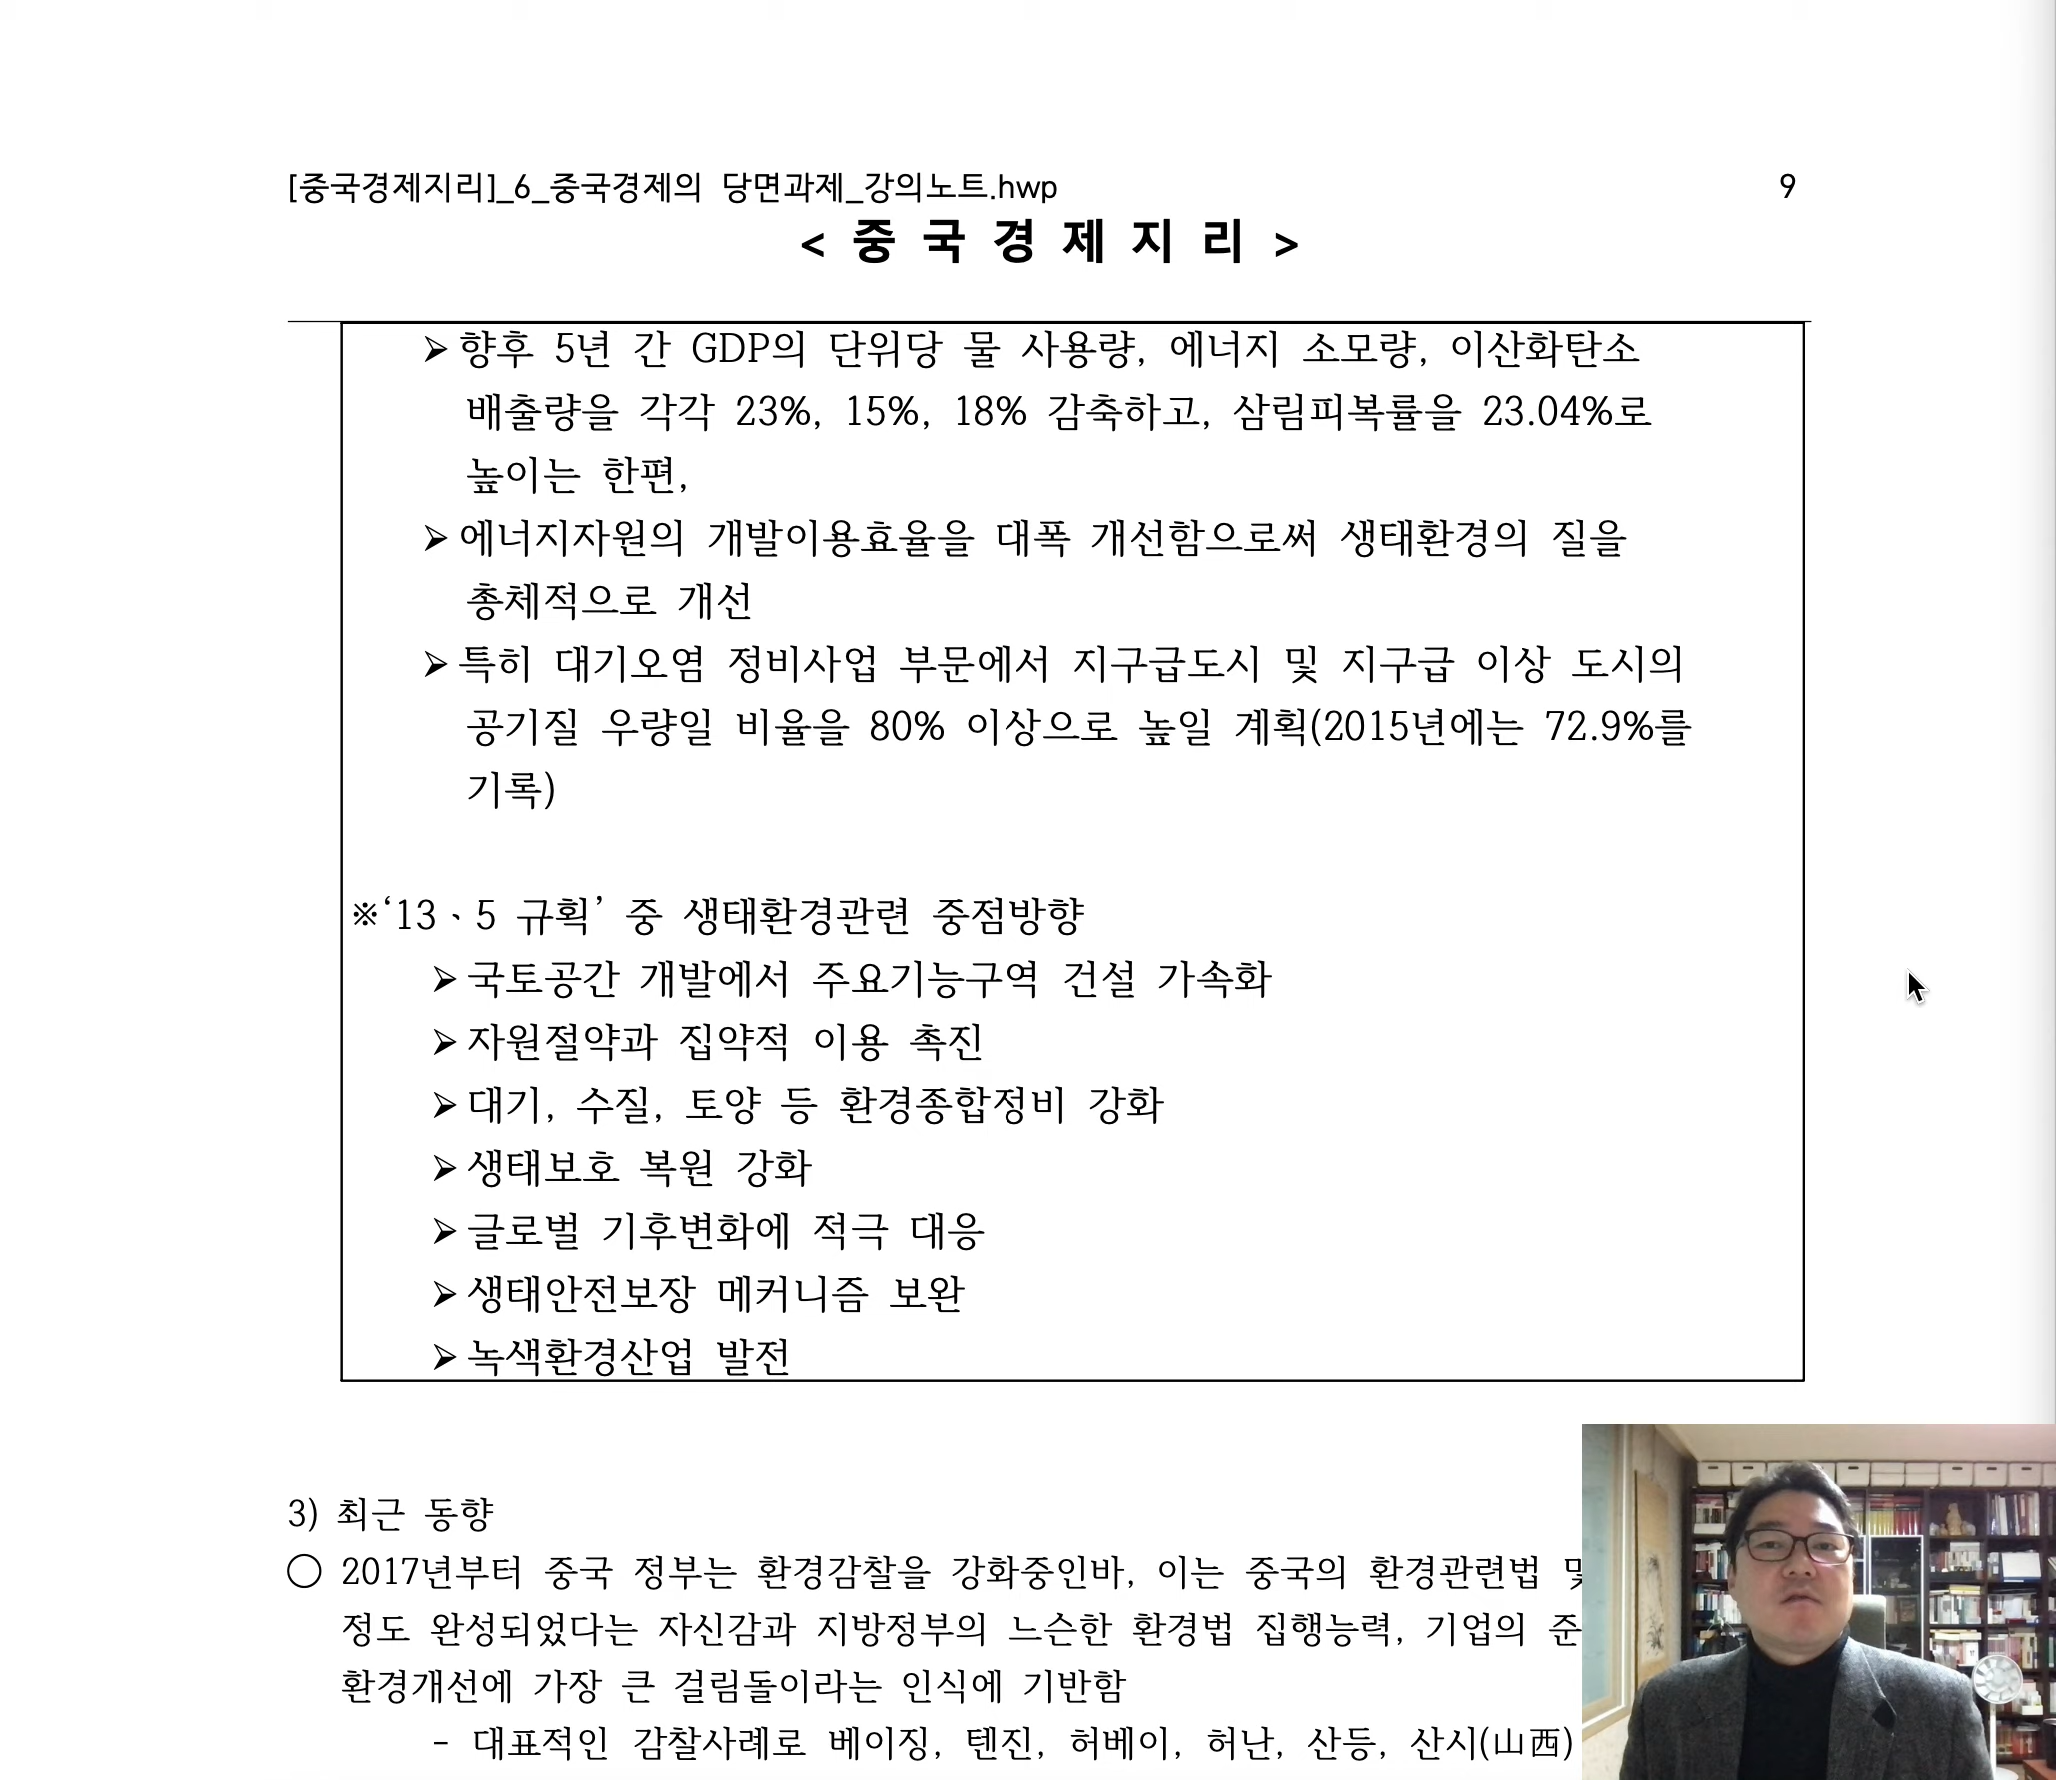 [중국경제지리]_6_중국경제의 당면과제_강의노트.hwp 9
< 중 국 경 제 지 리 >
➢ 향후 5년 간 GDP의 단위당 물 사용량, 에너지 소모량, 이산화탄소
배출량을 각각 23%, 15%, 18% 감축하고, 삼림피복률을 23.04%로
높이는 한편,
➢ 에너지자원의 개발이용효율을 대폭 개선함으로써 생태환경의 질을
총체적으로 개선
➢ 특히 대기오염 정비사업 부문에서 지구급도시 및 지구급 이상 도시의
공기질 우량일 비율을 80% 이상으로 높일 계획(2015년에는 72.9%를
기록)
※‘13、5 규획’ 중 생태환경관련 중점방향
➢ 국토공간 개발에서 주요기능구역 건설 가속화
➢ 자원절약과 집약적 이용 촉진
➢ 대기, 수질, 토양 등 환경종합정비 강화
➢ 생태보호 복원 강화
➢ 글로벌 기후변화에 적극 대응
➢ 생태안전보장 메커니즘 보완
➢ 녹색환경산업 발전
3) 최근 동향
○ 2017년부터 중국 정부는 환경감찰을 강화중인바, 이는 중국의 환경관련법
정도 완성되었다는 자신감과 지방정부의 느슨한 환경법 집행능력, 기업의 준
환경개선에 가장 큰 걸림돌이라는 인식에 기반함
- 대표적인 감찰사례로 베이징, 톈진, 허베이, 허난, 산등, 산시(山西)